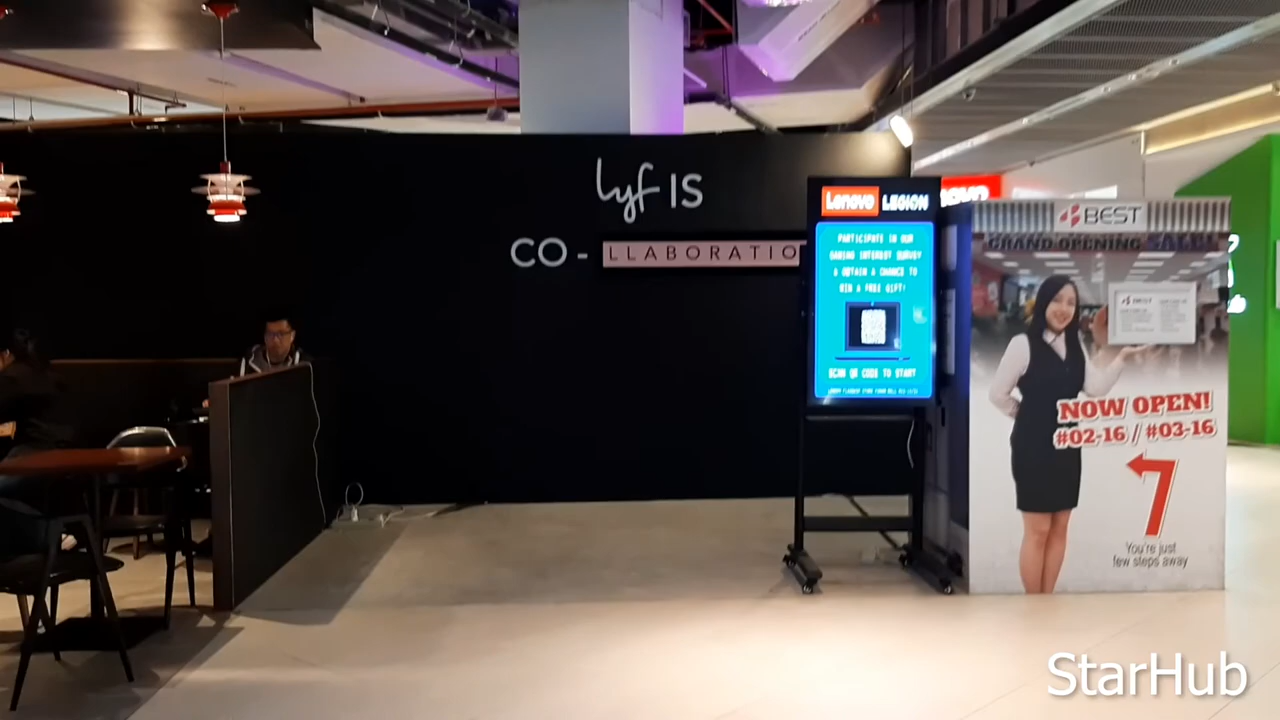 lyf IS
CO - LLABORATIO
Lenovo LEGION
PARTICIPATE IN OUR
GAMING INTEREST SURVEY
& OBTAIN A CHANCE TO
WIN A FREE GIFT!
SCAN QR CODE TO START
BEST
GRAND OPENING SALE!
BEST
NOW OPEN!
#02-16 / #03-16
You're just
few steps away
StarHub